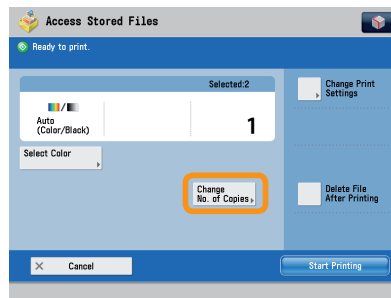 Access Stored Files
Ready to print.
Selected:2
Auto
(Color/Black)
1
Select Color
Change
No. of Copies
Change Print
Settings
Delete File
After Printing
Cancel
Start Printing